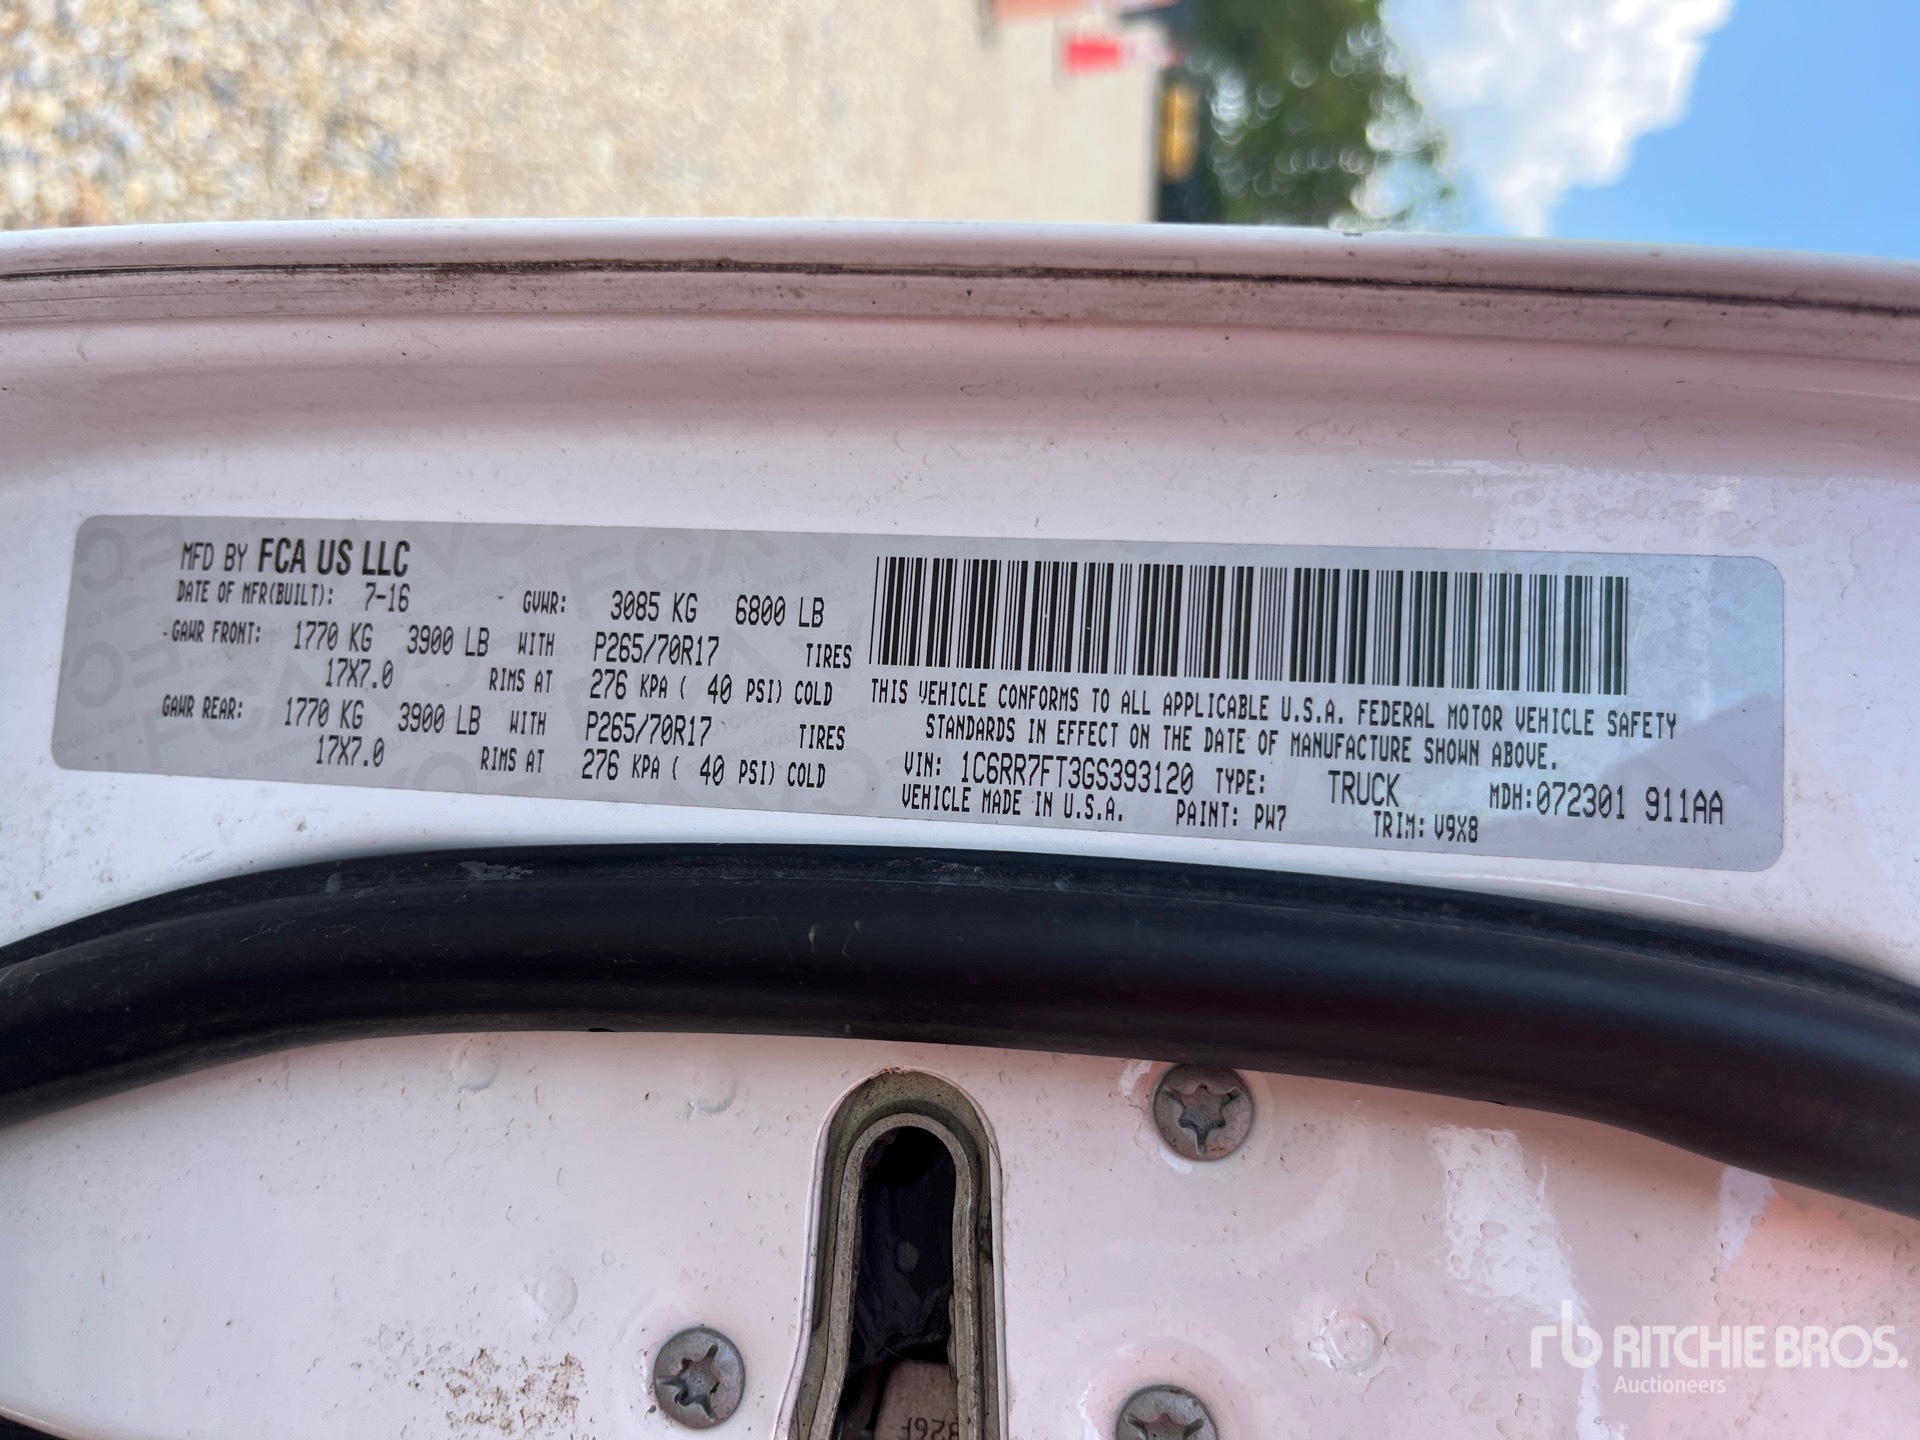 MFD BY FCA US LLC
DATE OF MFR(BUILT): 7-16 GVWR: 3085 KG 6800 LB
GAWR FRONT: 1770 KG 3900 LB WITH P265/70R17 TIRES
17X7.0 RIMS AT 276 KPA ( 40 PSI) COLD
GAWR REAR: 1770 KG 3900 LB WITH P265/70R17 TIRES
17X7.0 RIMS AT 276 KPA ( 40 PSI) COLD
THIS VEHICLE CONFORMS TO ALL APPLICABLE U.S.A. FEDERAL MOTOR VEHICLE SAFETY
STANDARDS IN EFFECT ON THE DATE OF MANUFACTURE SHOWN ABOVE.
VIN: 1C6RR7FT3GS393120 TYPE: TRUCK MDH:072301 911AA
VEHICLE MADE IN U.S.A. PAINT: PW7 TRIM: V9X8
rb RITCHIE BROS.
Auctioneers